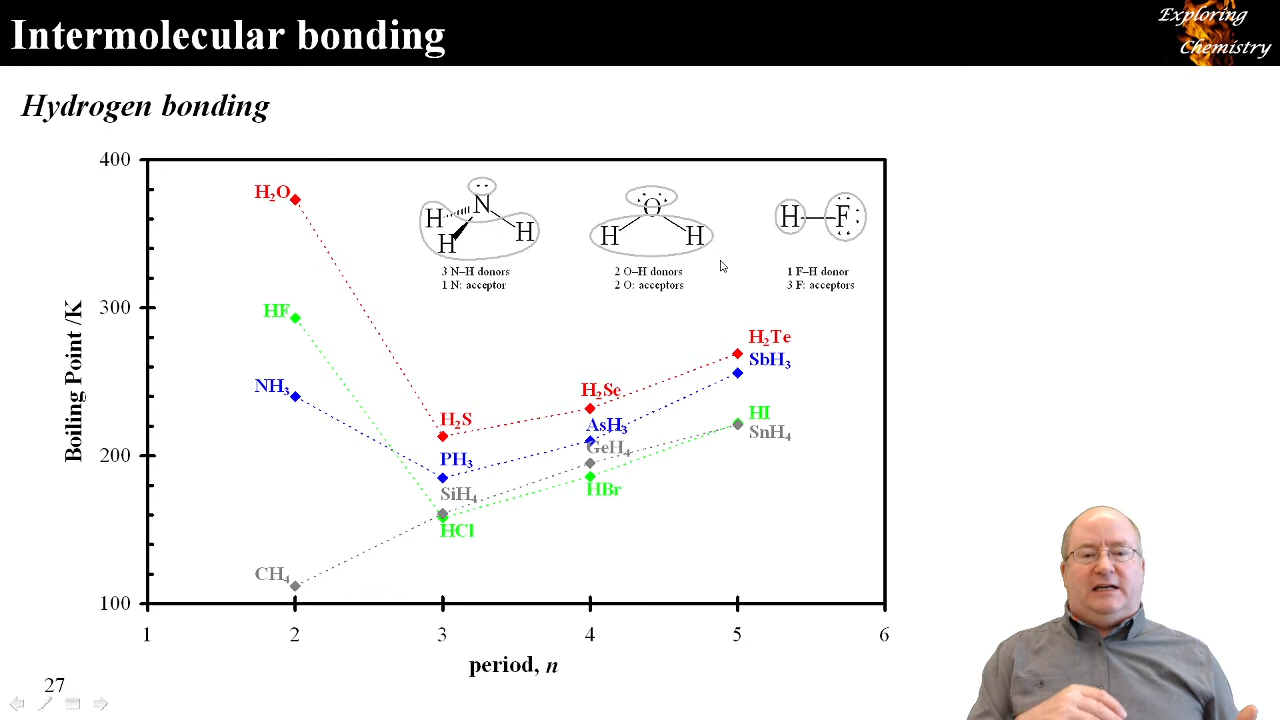 Intermolecular bonding
Exploring
Chemistry
Hydrogen bonding
400
300
200
100
Boiling Point /K
H₂O
HF
NH₃
CH₄
H₂S
PH₃
SiH₄
HCl
H₂Se
AsH₃
GeH₄
HBr
H₂Te
SbH₃
HI
SnH₄
N
H
H
H
3 N–H donors
1 N: acceptor
O
H H
2 O–H donors
2 O: acceptors
H F
1 F–H donor
3 F: acceptors
1 2 3 4 5 6
period, n
27